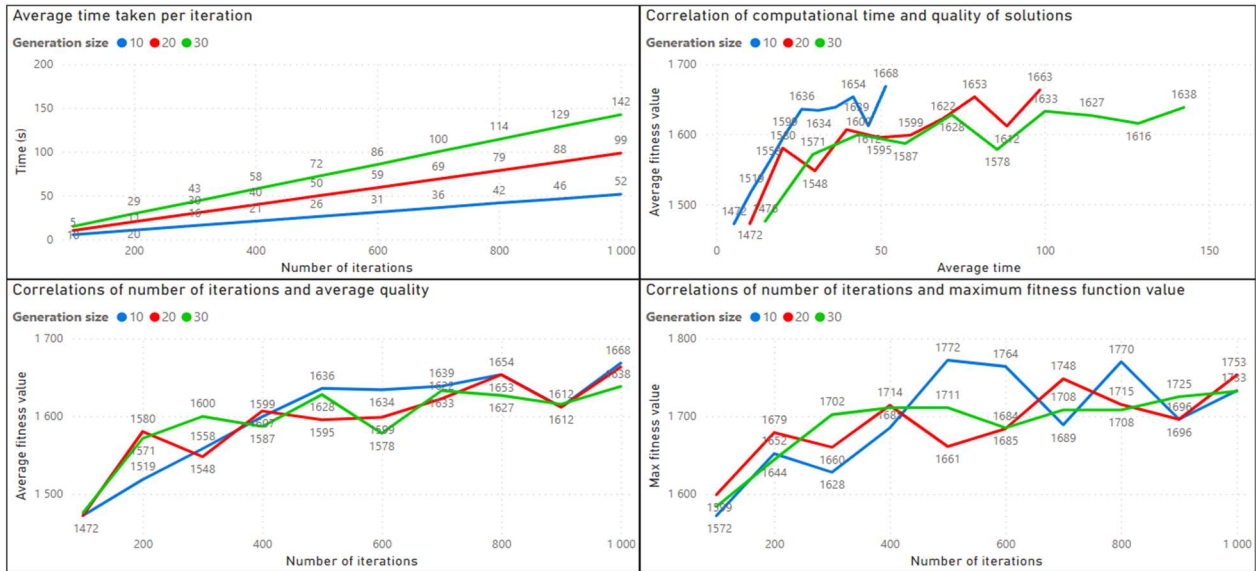 Average time taken per iteration
Generation size 10 20 30
200
150
100
50
0
Time (s)
5 29 43 58 72 86 100 114 129 142
40 50 59 69 79 88 99
20 21 26 31 36 42 46 52
200 400 600 800 1 000
Number of iterations
Correlation of computational time and quality of solutions
Generation size 10 20 30
1 700
1 600
1 500
Average fitness value
1472 1519 1599 1636 1634 1639 1654 1668
1472 1558 1580 1548 1595 1599 1622 1653 1612 1663
1476 1571 1612 1587 1628 1578 1633 1627 1616 1638
0 50 100 150
Average time
Correlations of number of iterations and average quality
Generation size 10 20 30
1 700
1 600
1 500
Average fitness value
1472 1519 1558 1599 1636 1634 1639 1654 1612 1668
1580 1548 1607 1595 1599 1633 1653 1612
1571 1600 1587 1628 1578 1627 1638
200 400 600 800 1 000
Number of iterations
Correlations of number of iterations and maximum fitness function value
Generation size 10 20 30
1 800
1 700
1 600
Max fitness value
1572 1652 1628 1772 1764 1689 1770 1696 1733
1599 1679 1660 1714 1661 1685 1748 1715 1696 1753
1644 1702 1711 1684 1708 1708 1725
200 400 600 800 1 000
Number of iterations